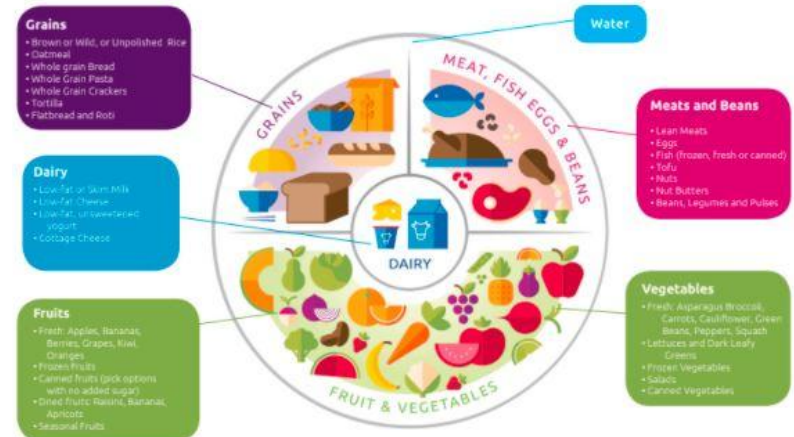 Grains
• Brown or Wild, or Unpolished Rice
• Oatmeal
• Whole grain Bread
• Whole Grain Pasta
• Whole Grain Crackers
• Tortilla
• Flatbread and Roti
Water
GRAINS
MEAT, FISH EGGS & BEANS
Meats and Beans
• Lean Meats
• Eggs
• Fish (frozen, fresh or canned)
• Tofu
• Nuts
• Nut Butters
• Beans, Legumes and Pulses
Dairy
• Low-fat or Skim Milk
• Low-fat Cheese
• Low-fat, unsweetened
yogurt
• Cottage Cheese
DAIRY
Fruits
• Fresh: Apples, Bananas,
Berries, Grapes, Kiwi,
Oranges
• Frozen Fruits
• Canned fruits (pick options
with no added sugar)
• Dried fruits: Raisins, Bananas,
Apricots
• Seasonal Fruits
Vegetables
• Fresh: Asparagus Broccoli,
Carrots, Cauliflower, Green
Beans, Peppers, Squash
• Lettuces and Dark Leafy
Greens
• Frozen Vegetables
• Salads
• Canned Vegetables
FRUIT & VEGETABLES